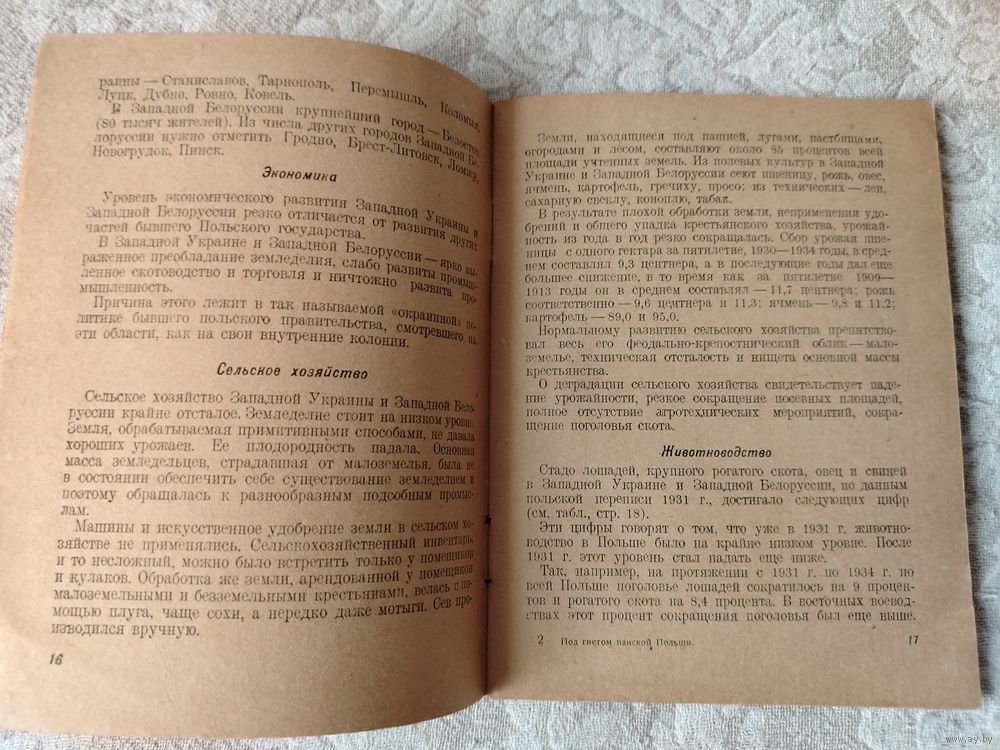 раины — Станиславов, Тарнополь, Перемышль, Коломыя,
Луцк, Дубно, Ровно, Ковель.
В Западной Белоруссии крупнейший город — Белосток
(80 тысяч жителей). Из числа других городов Западной Бе-
лоруссии нужно отметить Гродно, Брест-Литовск, Ломжу,
Новогрудок, Пинск.
Экономика
Уровень экономического развития Западной Украины и
Западной Белоруссии резко отличается от развития других
частей бывшего Польского государства.
В Западной Украине и Западной Белоруссии — ярко вы-
раженное преобладание земледелия, слабо развиты промыш-
ленное скотоводство и торговля и ничтожно развита про-
мышленность.
Причина этого лежит в так называемой «окраинной» по-
литике бывшего польского правительства, смотревшего на
эти области, как на свои внутренние колонии.
Сельское хозяйство
Сельское хозяйство Западной Украины и Западной Бело-
руссии крайне отсталое. Земледелие стоит на низком уровне.
Земля, обрабатываемая примитивными способами, не давала
хороших урожаев. Ее плодородность падала. Основная
масса земледельцев, страдавшая от малоземелья, была не
в состоянии обеспечить себе существование земледелием и
поэтому обращалась к разнообразным подсобным промыс-
лам.
Машины и искусственное удобрение земли в сельском хо-
зяйстве не применялись. Сельскохозяйственный инвентарь,
и то несложный, можно было встретить только у помещиков
и кулаков. Обработка же земли, арендованной у помещиков
малоземельными и безземельными крестьянами, велась с по-
мощью плуга, чаще сохи, а нередко даже мотыги. Сев про-
изводился вручную.
16
Земли, находящиеся под пашней, лугами, пастбищами,
огородами и лесом, составляют около 85 процентов всей
площади учтенных земель. Из полевых культур в Западной
Украине и Западной Белоруссии сеют пшеницу, рожь, овес,
ячмень, картофель, гречиху, просо; из технических — лен,
сахарную свеклу, коноплю, табак.
В результате плохой обработки земли, неприменения удо-
брений и общего упадка крестьянского хозяйства, урожай-
ность из года в год резко сокращалась. Сбор урожая пше-
ницы с одного гектара за пятилетие, 1930—1934 годы, в сред-
нем составлял 9,3 центнера, а в последующие годы дал еще
большее снижение, в то время как за пятилетие 1909—
1913 годы он в среднем составлял — 11,7 центнера; рожь
соответственно — 9,6 центнера и 11,3; ячмень — 9,8 и 11,2;
картофель — 89,0 и 95,0.
Нормальному развитию сельского хозяйства препятство-
вал весь его феодально-крепостнический облик — мало-
земелье, техническая отсталость и нищета основной массы
крестьянства.
О деградации сельского хозяйства свидетельствует паде-
ние урожайности, резкое сокращение посевных площадей,
полное отсутствие агротехнических мероприятий, сокра-
щение поголовья скота.
Животноводство
Стадо лошадей, крупного рогатого скота, овец и свиней
в Западной Украине и Западной Белоруссии, по данным
польской переписи 1931 г., достигало следующих цифр
(см. табл., стр. 18).
Эти цифры говорят о том, что уже в 1931 г. животно-
водство в Польше было на крайне низком уровне. После
1931 г. этот уровень стал падать еще ниже.
Так, например, на протяжении с 1931 г. по 1934 г. по
всей Польше поголовье лошадей сократилось на 9 процен-
тов и рогатого скота на 8,4 процента. В восточных воевод-
ствах этот процент сокращения поголовья был еще выше.
2 Под гнетом панской Польши.
17
www.ay.by